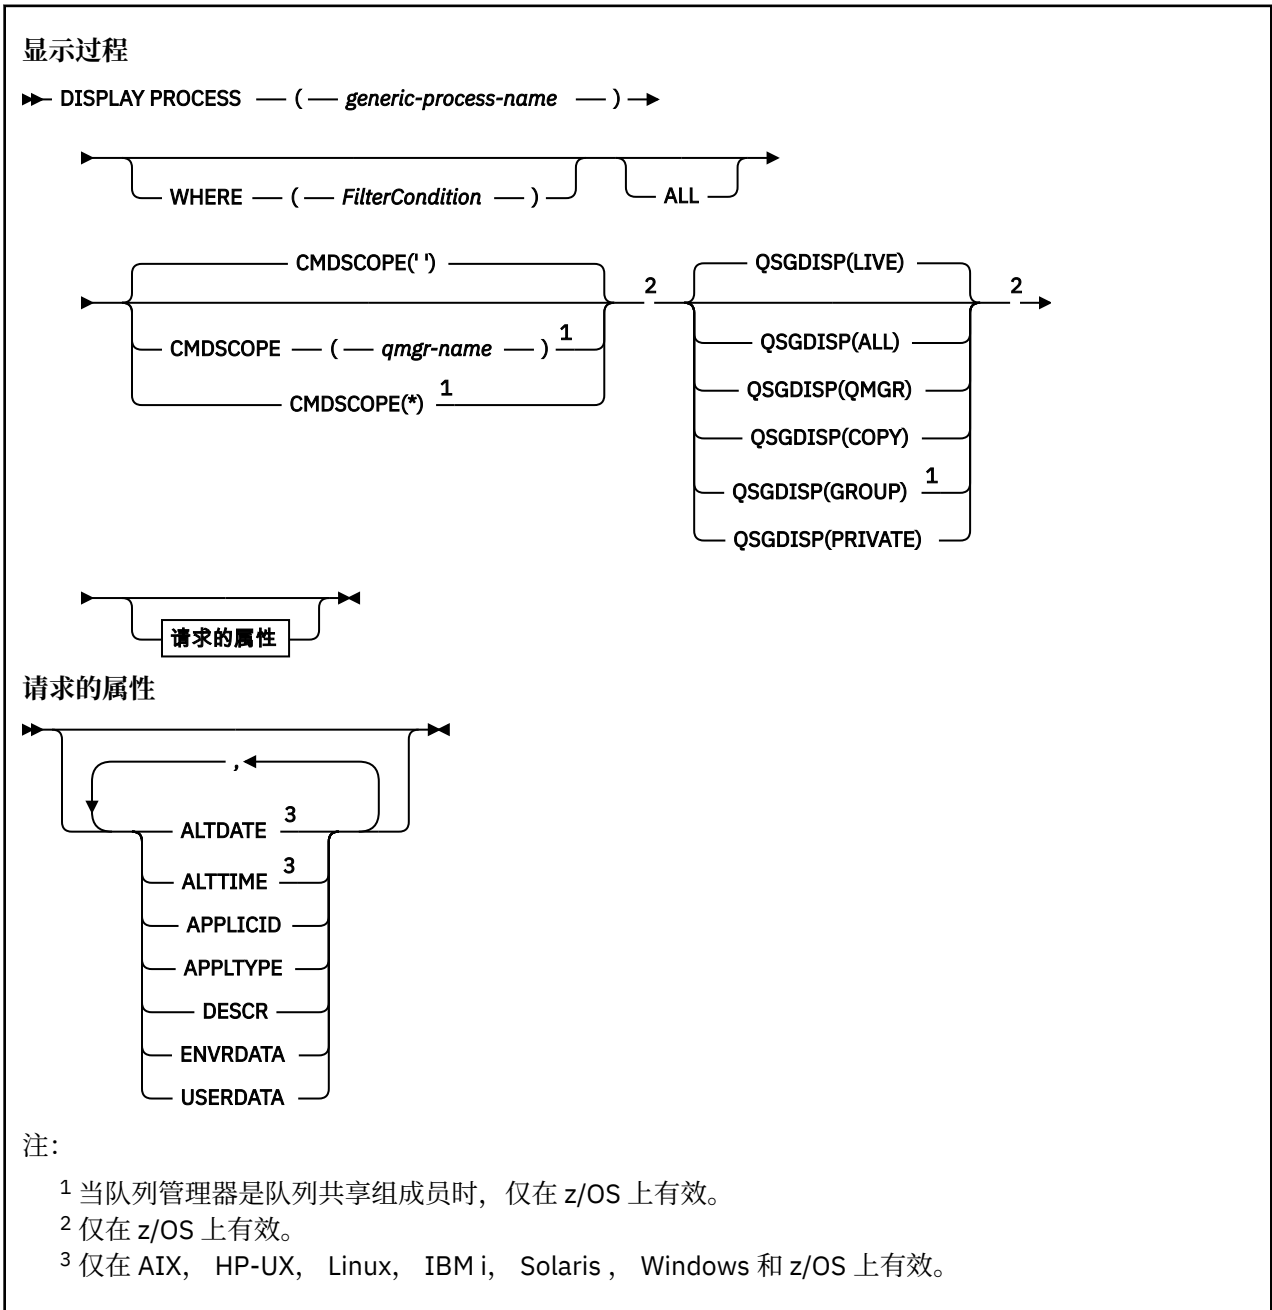 显示过程
DISPLAY PROCESS ( generic-process-name )
WHERE ( FilterCondition ) ALL
CMDSCOPE(' ') QSGDISP(LIVE)
2 2
CMDSCOPE ( qmgr-name ) 1 QSGDISP(ALL)
CMDSCOPE(*) 1 QSGDISP(QMGR)
QSGDISP(COPY)
QSGDISP(GROUP) 1
QSGDISP(PRIVATE)
请求的属性
请求的属性
,
ALTDATE 3
ALTTIME 3
APPLICID
APPLTYPE
DESCR
ENVRDATA
USERDATA
注:
1 当队列管理器是队列共享组成员时，仅在 z/OS 上有效。
2 仅在 z/OS 上有效。
3 仅在 AIX， HP-UX， Linux， IBM i， Solaris ， Windows 和 z/OS 上有效。